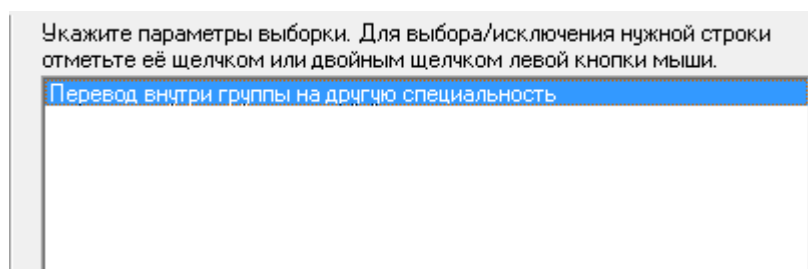 Укажите параметры выборки. Для выбора/исключения нужной строки
отметьте её щелчком или двойным щелчком левой кнопки мыши.
Перевод внутри группы на другую специальность